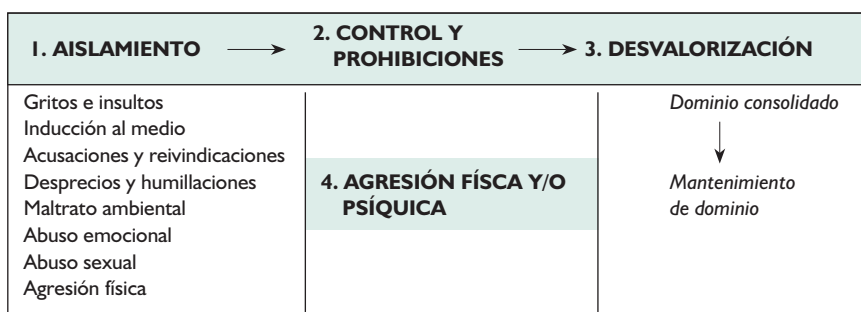 1. AISLAMIENTO
2. CONTROL Y
PROHIBICIONES
3. DESVALORIZACIÓN
Gritos e insultos
Inducción al medio
Acusaciones y reivindicaciones
Desprecios y humillaciones
Maltrato ambiental
Abuso emocional
Abuso sexual
Agresión física
4. AGRESIÓN FÍSCA Y/O
PSÍQUICA
Dominio consolidado
Mantenimiento
de dominio